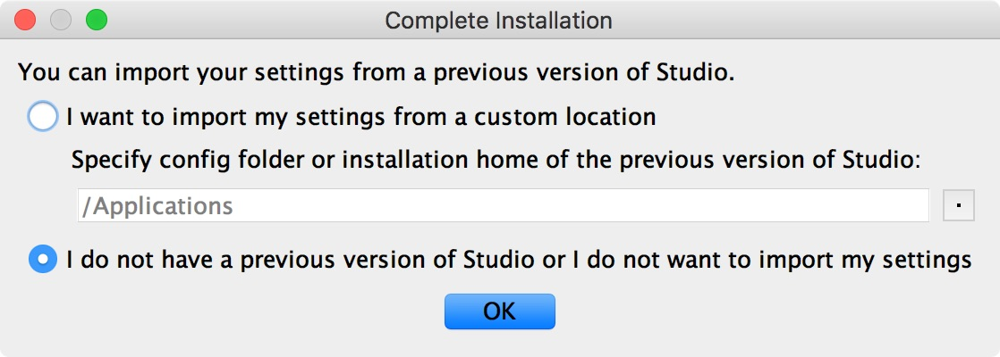 Complete Installation
You can import your settings from a previous version of Studio.
I want to import my settings from a custom location
Specify config folder or installation home of the previous version of Studio:
/Applications
I do not have a previous version of Studio or I do not want to import my settings
OK